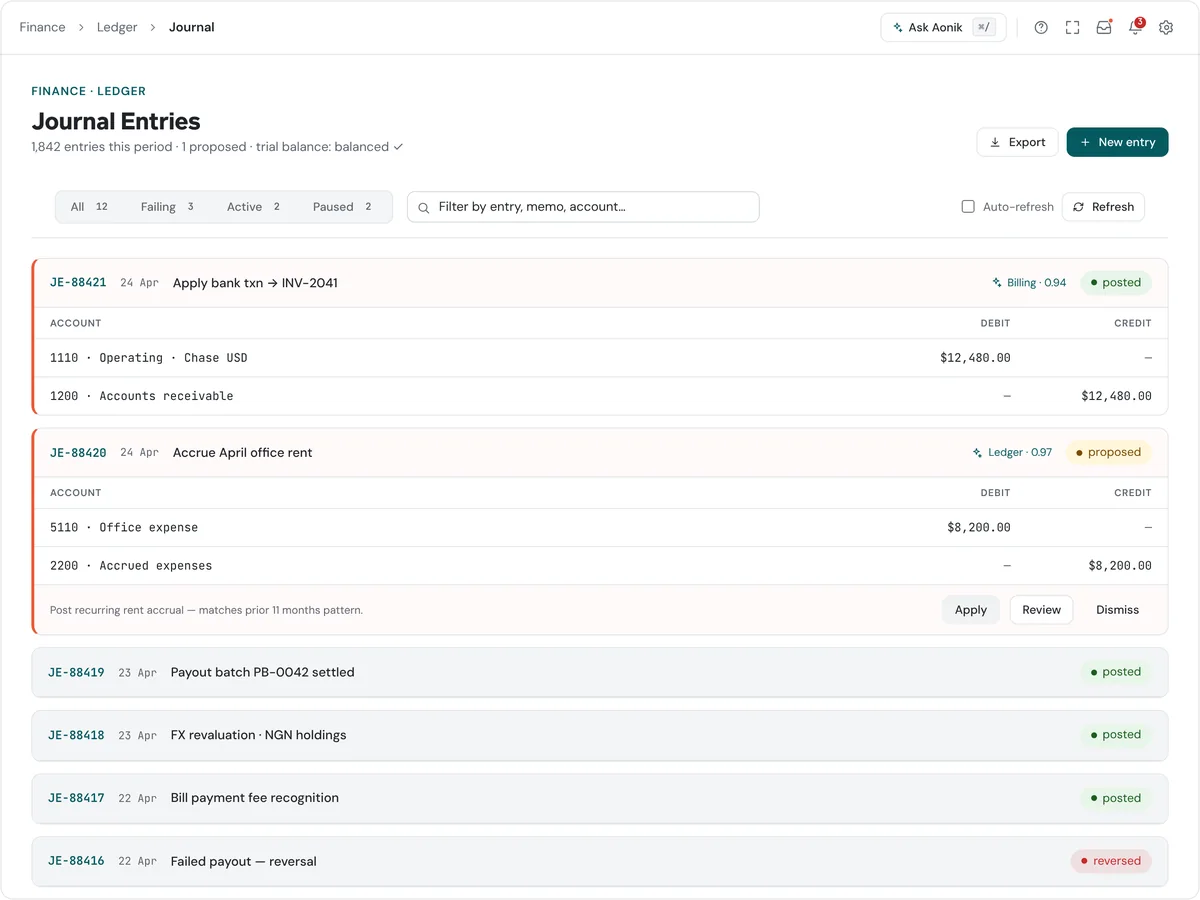 Finance > Ledger > Journal
Ask Aonik ⌘/
3
FINANCE · LEDGER
Journal Entries
1,842 entries this period · 1 proposed · trial balance: balanced ✓
Export
+ New entry
All 12 Failing 3 Active 2 Paused 2
Filter by entry, memo, account…
Auto-refresh
Refresh
JE-88421 24 Apr Apply bank txn → INV-2041 Billing · 0.94 posted
ACCOUNT DEBIT CREDIT
1110 · Operating · Chase USD $12,480.00 —
1200 · Accounts receivable — $12,480.00
JE-88420 24 Apr Accrue April office rent Ledger · 0.97 proposed
ACCOUNT DEBIT CREDIT
5110 · Office expense $8,200.00 —
2200 · Accrued expenses — $8,200.00
Post recurring rent accrual — matches prior 11 months pattern. Apply Review Dismiss
JE-88419 23 Apr Payout batch PB-0042 settled posted
JE-88418 23 Apr FX revaluation · NGN holdings posted
JE-88417 22 Apr Bill payment fee recognition posted
JE-88416 22 Apr Failed payout — reversal reversed